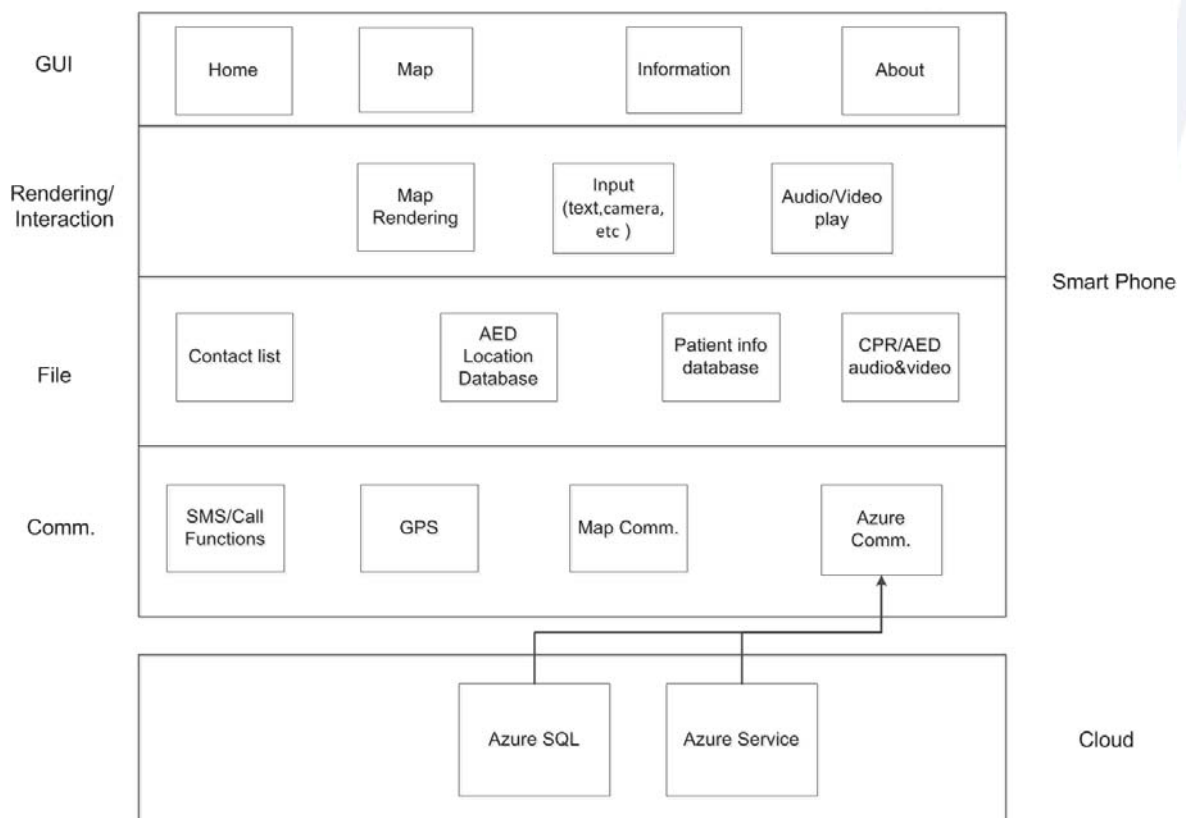 GUI
Home
Map
Information
About
Rendering/
Interaction
Map
Rendering
Input
(text,camera,
etc )
Audio/Video
play
Smart Phone
File
Contact list
AED
Location
Database
Patient info
database
CPR/AED
audio&video
Comm.
SMS/Call
Functions
GPS
Map Comm.
Azure
Comm.
Azure SQL
Azure Service
Cloud